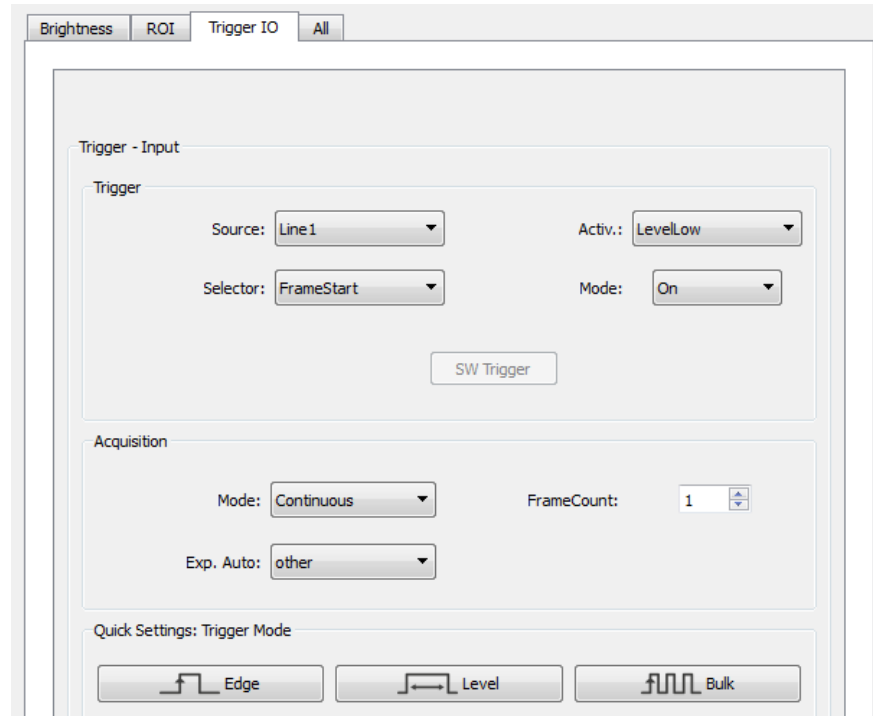 Brightness ROI Trigger IO All
Trigger - Input
Trigger
Source: Line1 Activ.: LevelLow
Selector: FrameStart Mode: On
SW Trigger
Acquisition
Mode: Continuous FrameCount: 1
Exp. Auto: other
Quick Settings: Trigger Mode
Edge Level Bulk